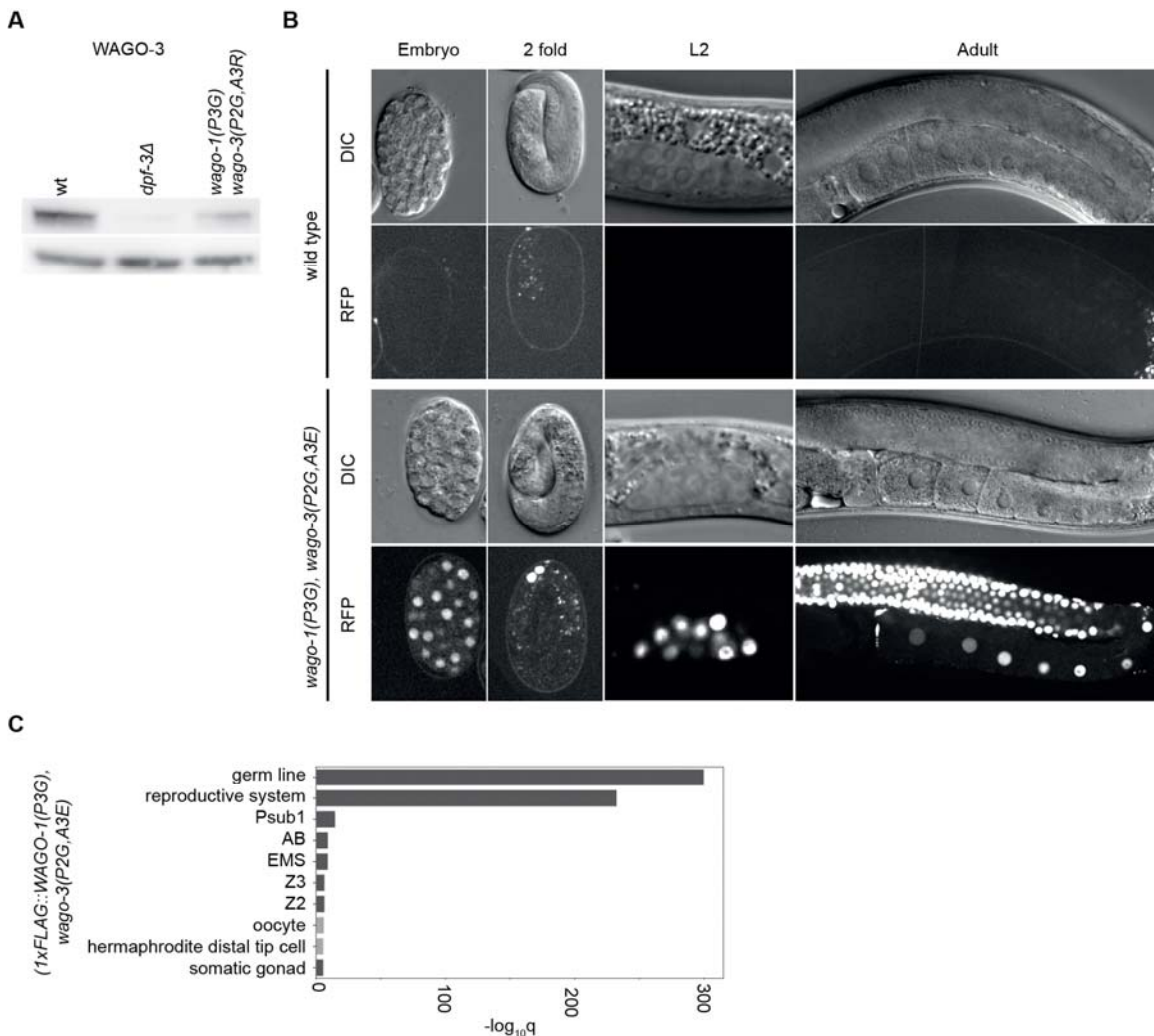 A
WAGO-3
wt
dpf-3Δ
wago-1(P3G)
wago-3(P2G,A3R)
B
Embryo
2 fold
L2
Adult
wild type
DIC
RFP
wago-1(P3G), wago-3(P2G,A3E)
DIC
RFP
C
(1xFLAG::WAGO-1(P3G),
wago-3(P2G,A3E)
germ line
reproductive system
Psub1
AB
EMS
Z3
Z2
oocyte
hermaphrodite distal tip cell
somatic gonad
0
100
200
300
-log₁₀q